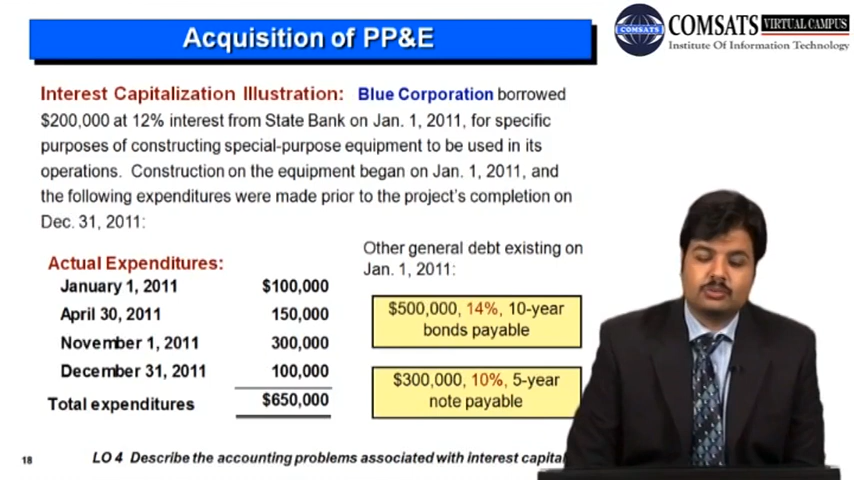 Acquisition of PP&E
COMSATS
COMSATS VIRTUAL CAMPUS
Institute Of Information Technology
Interest Capitalization Illustration: Blue Corporation borrowed
$200,000 at 12% interest from State Bank on Jan. 1, 2011, for specific
purposes of constructing special-purpose equipment to be used in its
operations. Construction on the equipment began on Jan. 1, 2011, and
the following expenditures were made prior to the project's completion on
Dec. 31, 2011:
Actual Expenditures:
January 1, 2011 $100,000
April 30, 2011 150,000
November 1, 2011 300,000
December 31, 2011 100,000
Total expenditures $650,000
Other general debt existing on
Jan. 1, 2011:
$500,000, 14%, 10-year
bonds payable
$300,000, 10%, 5-year
note payable
18
LO 4 Describe the accounting problems associated with interest capital